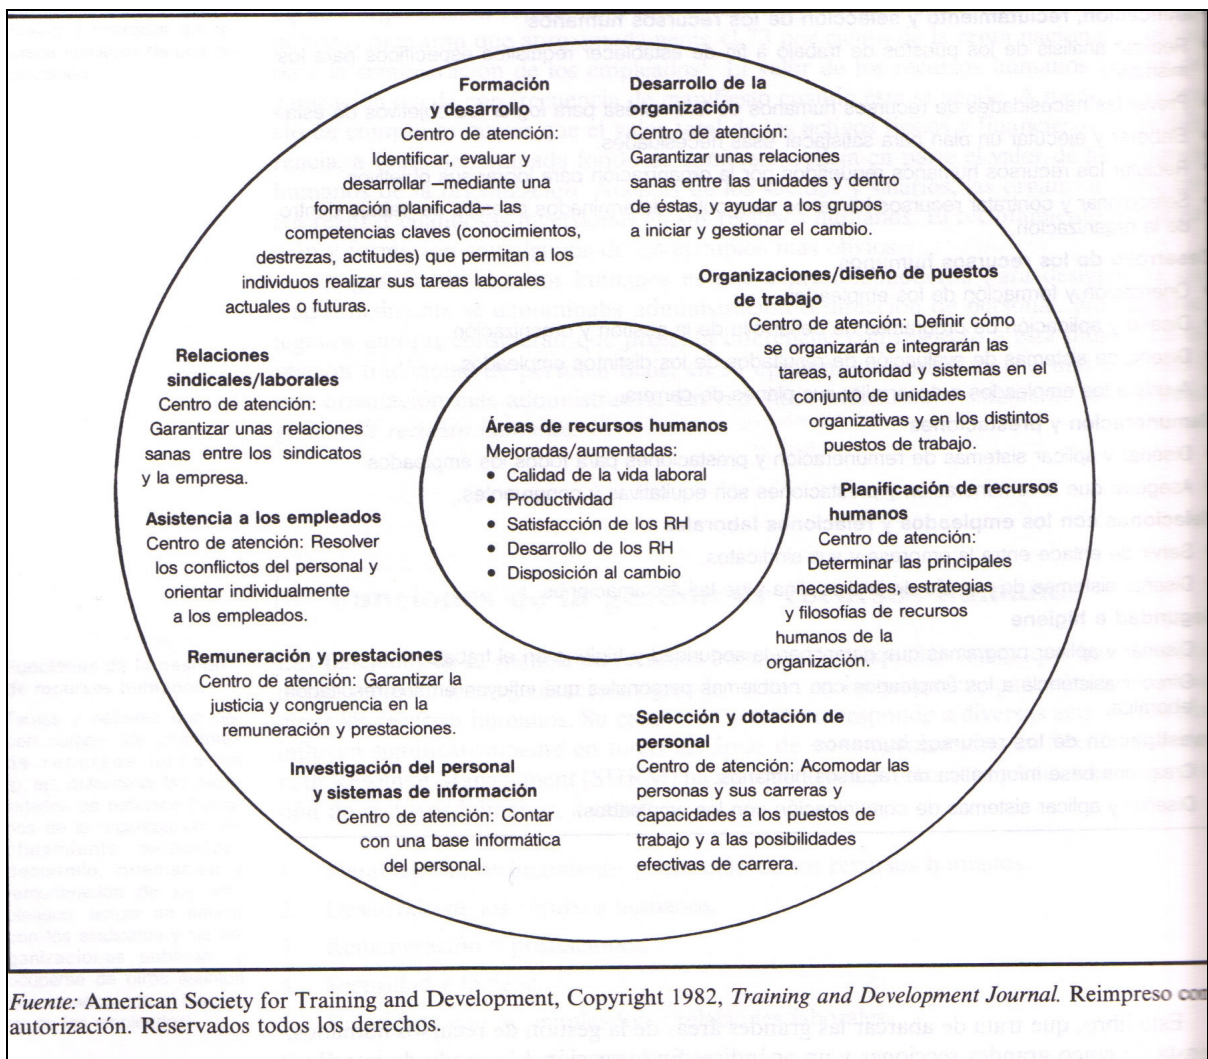 Formación
y desarrollo
Centro de atención:
Identificar, evaluar y
desarrollar —mediante una
formación planificada— las
competencias claves (conocimientos,
destrezas, actitudes) que permitan a los
individuos realizar sus tareas laborales
actuales o futuras.
Desarrollo de la
organización
Centro de atención:
Garantizar unas relaciones
sanas entre las unidades y dentro
de éstas, y ayudar a los grupos
a iniciar y gestionar el cambio.
Organizaciones/diseño de puestos
de trabajo
Centro de atención: Definir cómo
se organizarán e integrarán las
tareas, autoridad y sistemas en el
conjunto de unidades
organizativas y en los distintos
puestos de trabajo.
Planificación de recursos
humanos
Centro de atención:
Determinar las principales
necesidades, estrategias
y filosofías de recursos
humanos de la
organización.
Selección y dotación de
personal
Centro de atención: Acomodar las
personas y sus carreras y
capacidades a los puestos de
trabajo y a las posibilidades
efectivas de carrera.
Investigación del personal
y sistemas de información
Centro de atención: Contar
con una base informática
del personal.
Remuneración y prestaciones
Centro de atención: Garantizar la
justicia y congruencia en la
remuneración y prestaciones.
Asistencia a los empleados
Centro de atención: Resolver
los conflictos del personal y
orientar individualmente
a los empleados.
Relaciones
sindicales/laborales
Centro de atención:
Garantizar unas relaciones
sanas entre los sindicatos
y la empresa.
Áreas de recursos humanos
Mejoradas/aumentadas:
• Calidad de la vida laboral
• Productividad
• Satisfacción de los RH
• Desarrollo de los RH
• Disposición al cambio
Fuente: American Society for Training and Development, Copyright 1982, Training and Development Journal. Reimpreso con
autorización. Reservados todos los derechos.